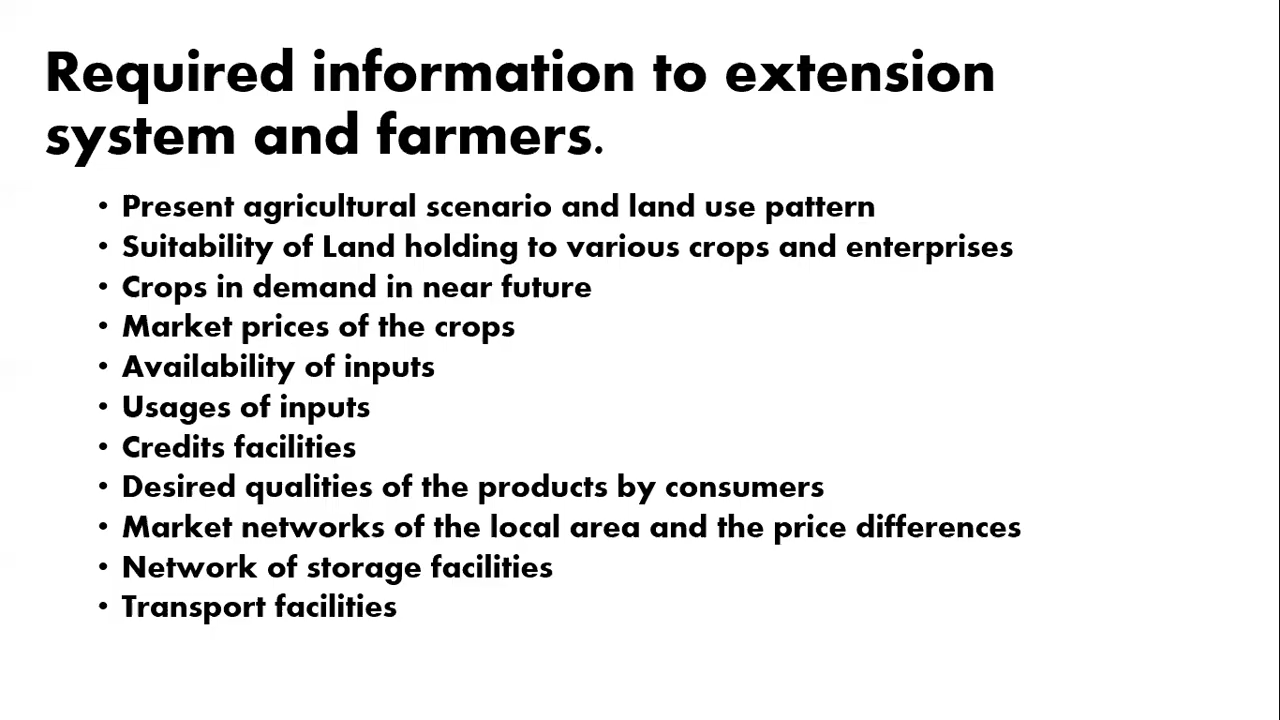 Required information to extension
system and farmers.
• Present agricultural scenario and land use pattern
• Suitability of Land holding to various crops and enterprises
• Crops in demand in near future
• Market prices of the crops
• Availability of inputs
• Usages of inputs
• Credits facilities
• Desired qualities of the products by consumers
• Market networks of the local area and the price differences
• Network of storage facilities
• Transport facilities